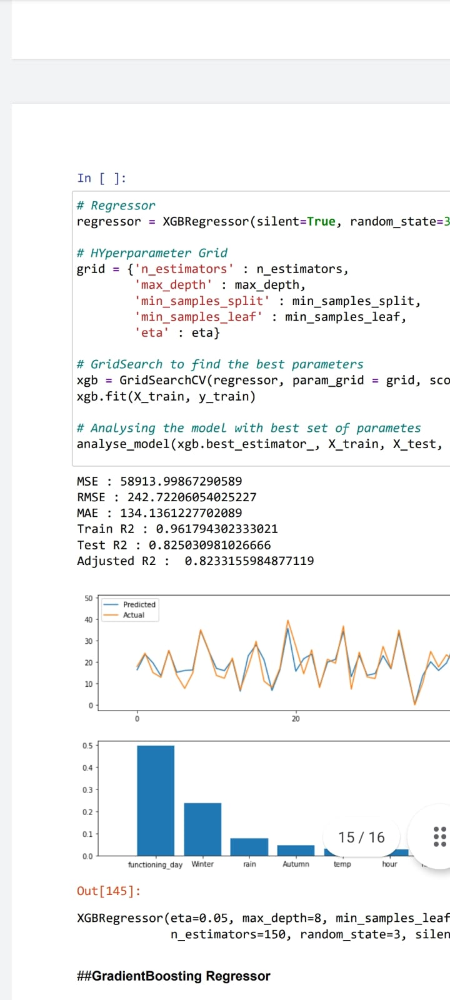 In [ ]:
# Regressor
regressor = XGBRegressor(silent=True, random_state=3
# HYperparameter Grid
grid = {'n_estimators' : n_estimators,
'max_depth' : max_depth,
'min_samples_split' : min_samples_split,
'min_samples_leaf' : min_samples_leaf,
'eta' : eta}
# GridSearch to find the best parameters
xgb = GridSearchCV(regressor, param_grid = grid, sco
xgb.fit(X_train, y_train)
# Analysing the model with best set of parametes
analyse_model(xgb.best_estimator_, X_train, X_test,
MSE : 58913.99867290589
RMSE : 242.72206054025227
MAE : 134.1361227702089
Train R2 : 0.961794302333021
Test R2 : 0.825030981026666
Adjusted R2 :  0.8233155984877119
50
Predicted
Actual
40
30
20
10
0
0 20
0.5
0.4
0.3
0.2
0.1
15 / 16
0.0
functioning_day Winter rain Autumn temp hour
Out[145]:
XGBRegressor(eta=0.05, max_depth=8, min_samples_leaf
n_estimators=150, random_state=3, silen
##GradientBoosting Regressor